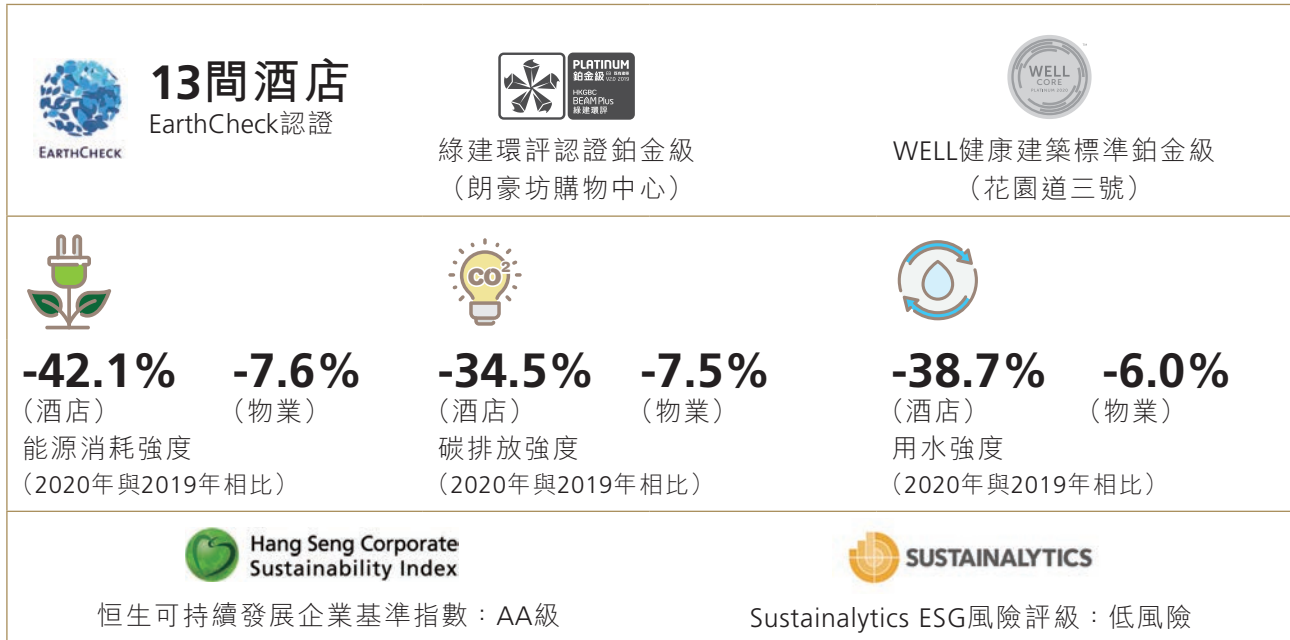 EARTHCHECK
13間酒店
EarthCheck認證
PLATINUM
鉑金級
HKGBC
BEAM Plus
綠建環評
綠建環評認證鉑金級
（朗豪坊購物中心）
WELL
CORE
PLATINUM 2020
WELL健康建築標準鉑金級
（花園道三號）
-42.1% -7.6%
（酒店） （物業）
能源消耗強度
（2020年與2019年相比）
CO²
-34.5% -7.5%
（酒店） （物業）
碳排放強度
（2020年與2019年相比）
-38.7% -6.0%
（酒店） （物業）
用水強度
（2020年與2019年相比）
Hang Seng Corporate
Sustainability Index
恒生可持續發展企業基準指數：AA級
SUSTAINALYTICS
Sustainalytics ESG風險評級：低風險